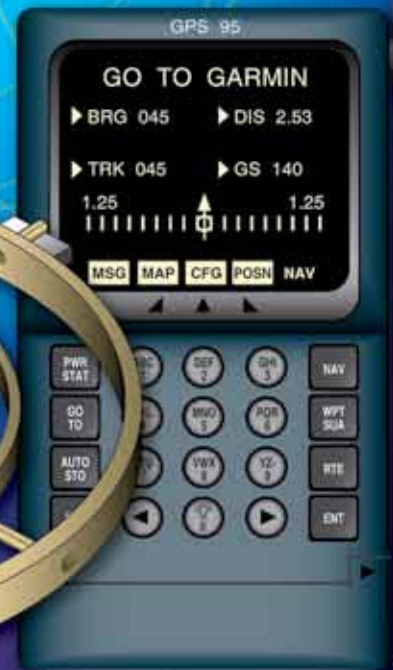 GPS 95
GO TO GARMIN
BRG 045 DIS 2.53
TRK 045 GS 140
1.25 1.25
MSG MAP CFG POSN NAV
PWR STAT
DEF 2
GHI 3
NAV
GO TO
MNO 5
PQR 6
WPT SUA
AUTO STO
VWX 8
YZ- 9
RTE
ENT